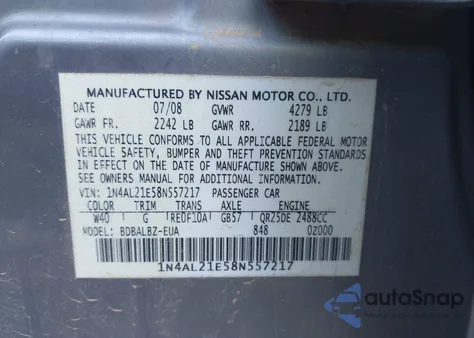 MANUFACTURED BY NISSAN MOTOR CO., LTD.
DATE 07/08 GVWR 4279 LB
GAWR FR. 2242 LB GAWR RR. 2189 LB
THIS VEHICLE CONFORMS TO ALL APPLICABLE FEDERAL MOTOR
VEHICLE SAFETY, BUMPER AND THEFT PREVENTION STANDARDS
IN EFFECT ON THE DATE OF MANUFACTURE SHOWN ABOVE.
SEE OWNERS MANUAL FOR ADDITIONAL INFORMATION
VIN: 1N4AL21E58N557217 PASSENGER CAR
COLOR TRIM TRANS AXLE ENGINE
W40 G RE0F10A GB57 QR25DE 2488CC
MODEL: BDBALBZ-EUA 848 0Z000
1N4AL21E58N557217
autoSnap